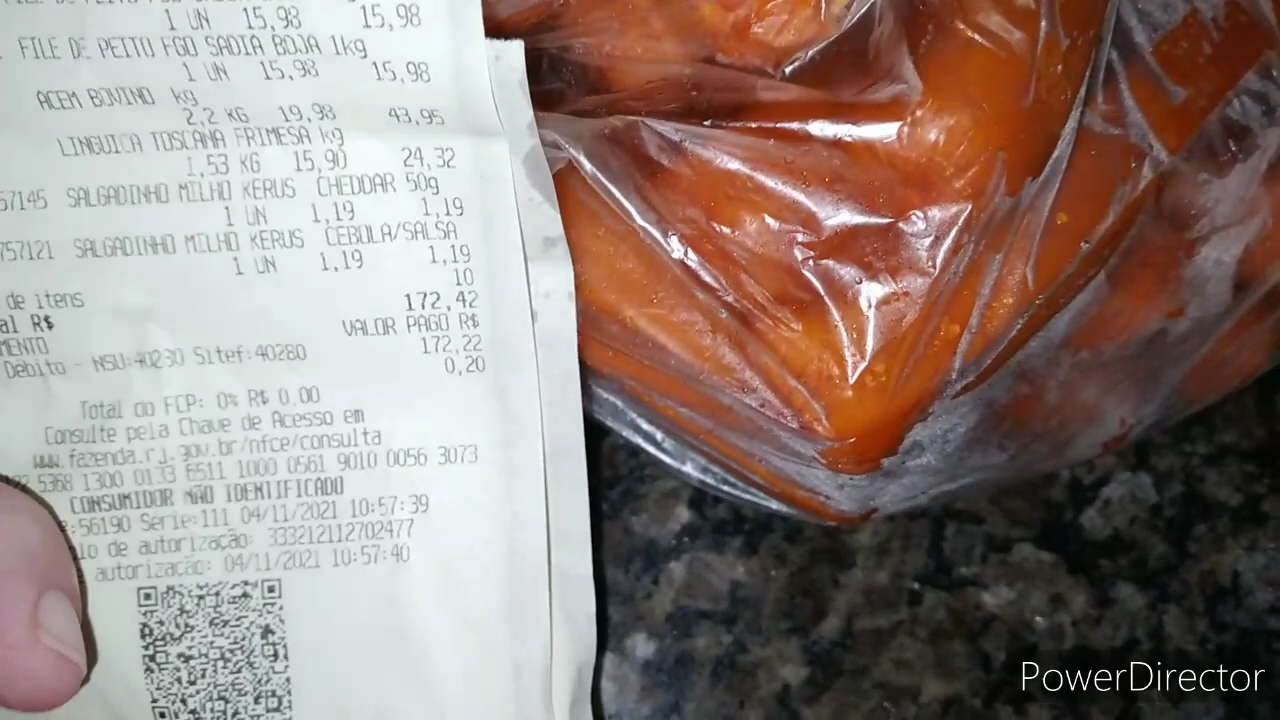 1 UN 15,98 15,98
FILE DE PEITO FGO SADIA BDJA 1kg
1 UN 15,98 15,98
ACEM BOVINO kg
2,2 KG 19,98 43,95
LINGUICA TOSCANA FRIMESA kg
1,53 KG 15,90 24,32
57145 SALGADINHO MILHO KERUS CHEDDAR 50g
1 UN 1,19 1,19
757121 SALGADINHO MILHO KERUS CEBOLA/SALSA
1 UN 1,19 1,19
de itens 10
al R$ 172,42
MENTO VALOR PAGO R$
Débito - NSU:40230 Sitef:40280 172,22
0,20
Total do FCP: 0% R$ 0.00
Consulte pela Chave de Acesso em
www.fazenda.rj.gov.br/nfce/consulta
5368 1300 0133 6511 1000 0561 9010 0056 3073
CONSUMIDOR NÃO IDENTIFICADO
:56190 Serie:111 04/11/2021 10:57:39
de autorização: 333212112702477
autorização: 04/11/2021 10:57:40
PowerDirector